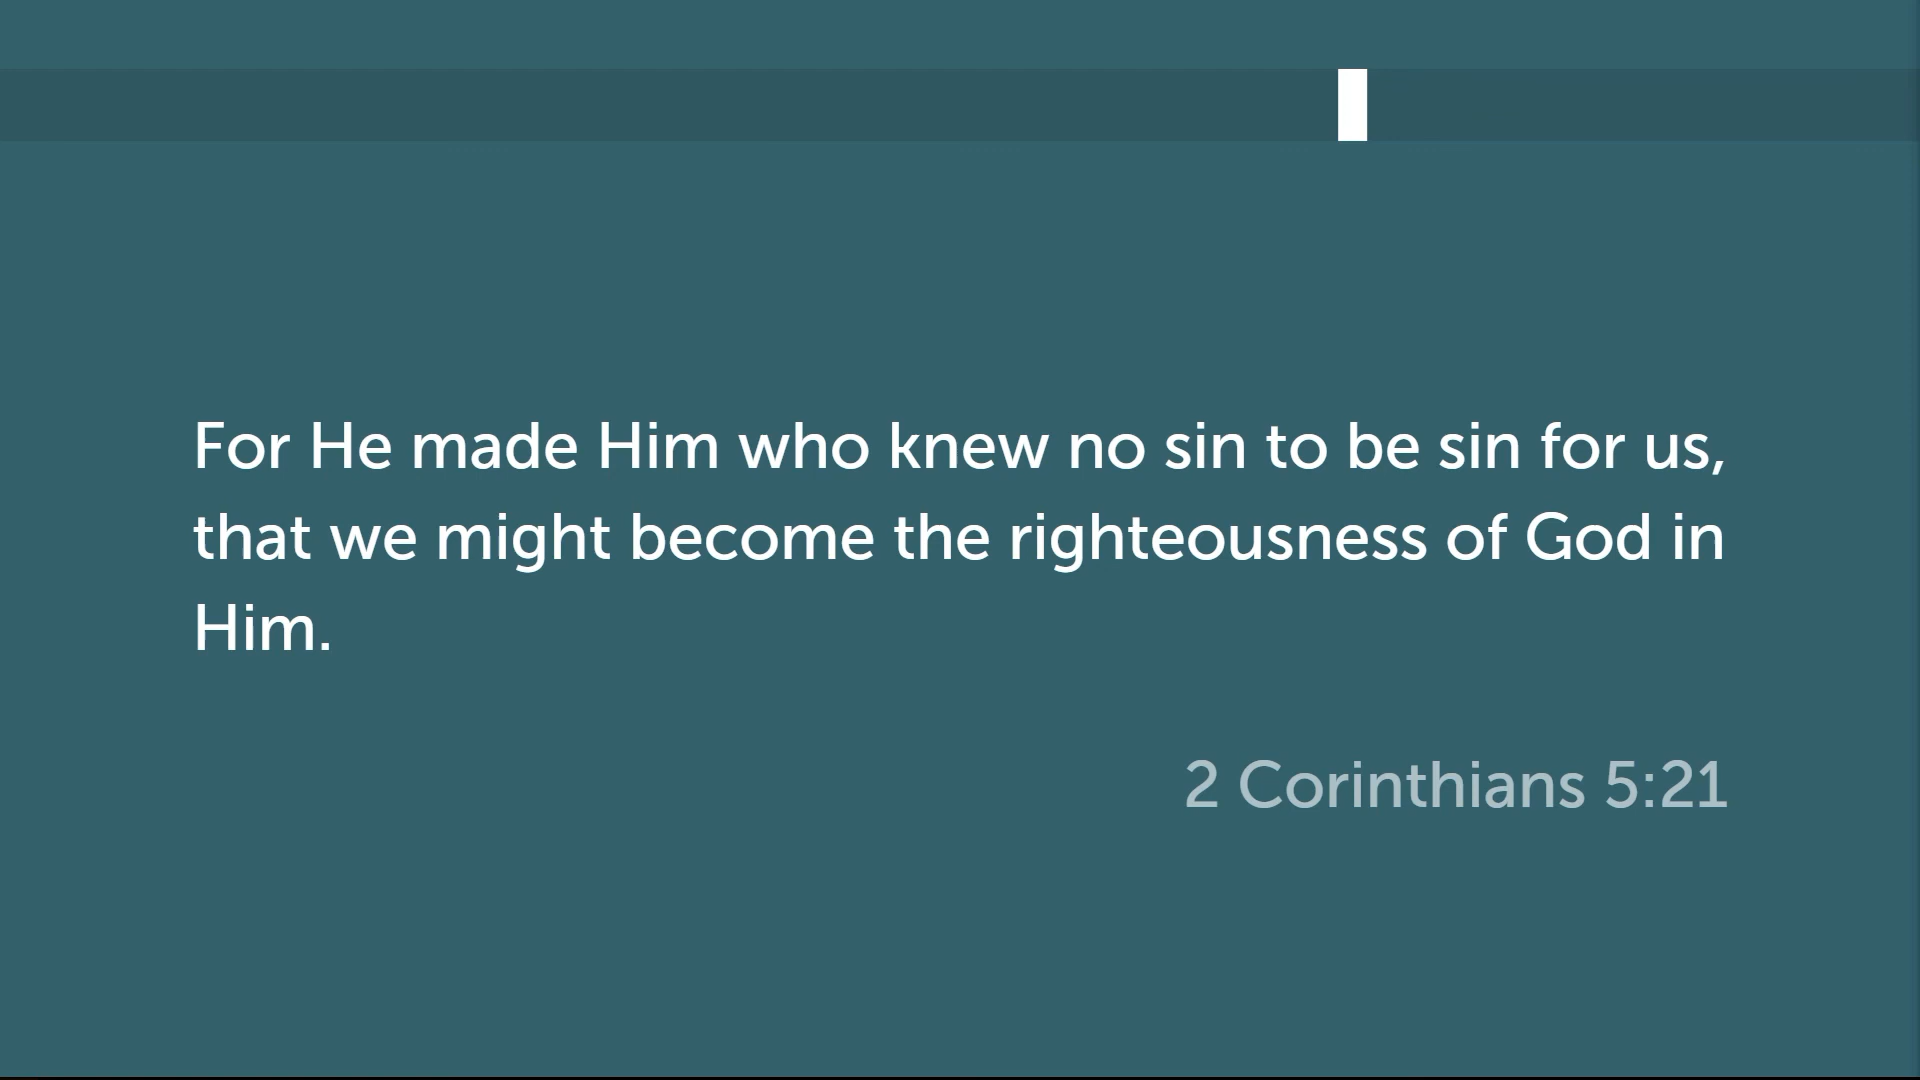 For He made Him who knew no sin to be sin for us,
that we might become the righteousness of God in
Him.
2 Corinthians 5:21